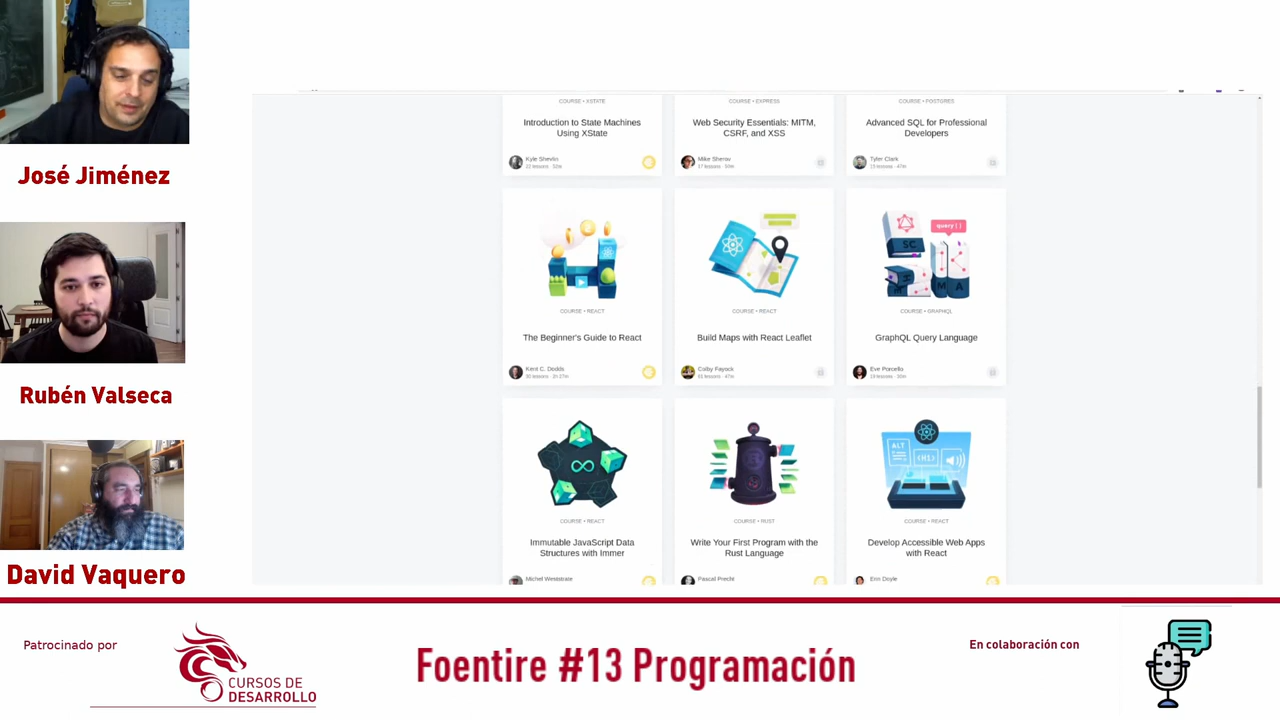 José Jiménez
Rubén Valseca
David Vaquero
COURSE • XSTATE
Introduction to State Machines
Using XState
Kyle Shevlin
COURSE • EXPRESS
Web Security Essentials: MITM,
CSRF, and XSS
Mike Sherov
COURSE • POSTGRES
Advanced SQL for Professional
Developers
Tyler Clark
COURSE • REACT
The Beginner's Guide to React
Kent C. Dodds
COURSE • REACT
Build Maps with React Leaflet
Colby Fayock
query { }
SC
COURSE • GRAPHQL
GraphQL Query Language
Eve Porcello
COURSE • REACT
Immutable JavaScript Data
Structures with Immer
Michel Weststrate
COURSE • RUST
Write Your First Program with the
Rust Language
Pascal Precht
ALT
(H1)
COURSE • REACT
Develop Accessible Web Apps
with React
Erin Doyle
Patrocinado por
CURSOS DE
DESARROLLO
Foentire #13 Programación
En colaboración con